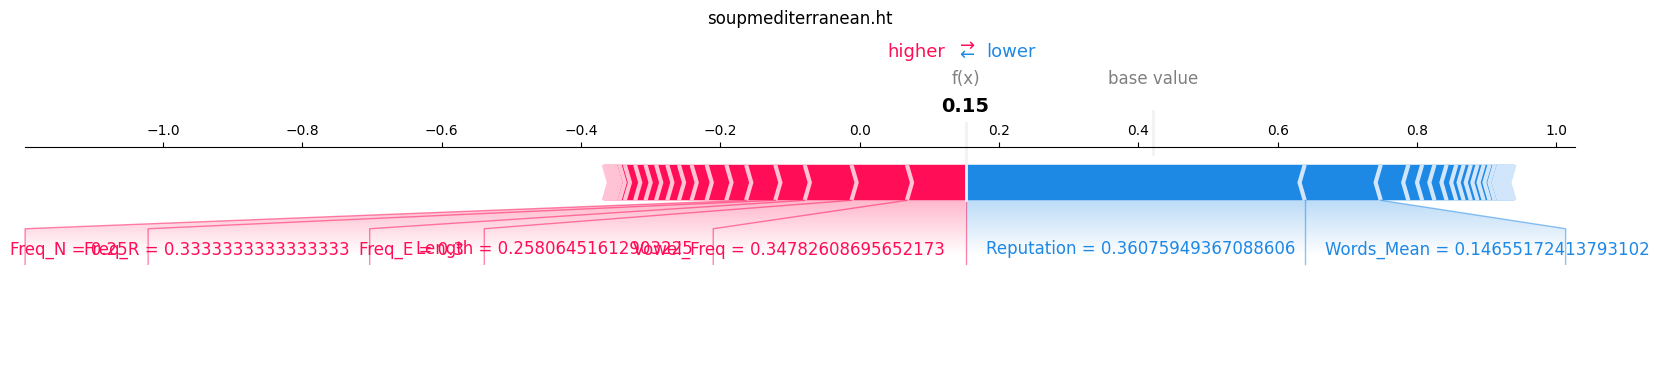 soupmediterranean.ht
higher ⇄ lower
f(x) base value
0.15
−1.0 −0.8 −0.6 −0.4 −0.2 0.0 0.2 0.4 0.6 0.8 1.0
Freq_N = 0.25 Freq_R = 0.3333333333333333 Freq_E = 0.3 Length = 0.25806451612903225 Vowel_Freq = 0.34782608695652173 Reputation = 0.36075949367088606 Words_Mean = 0.14655172413793102